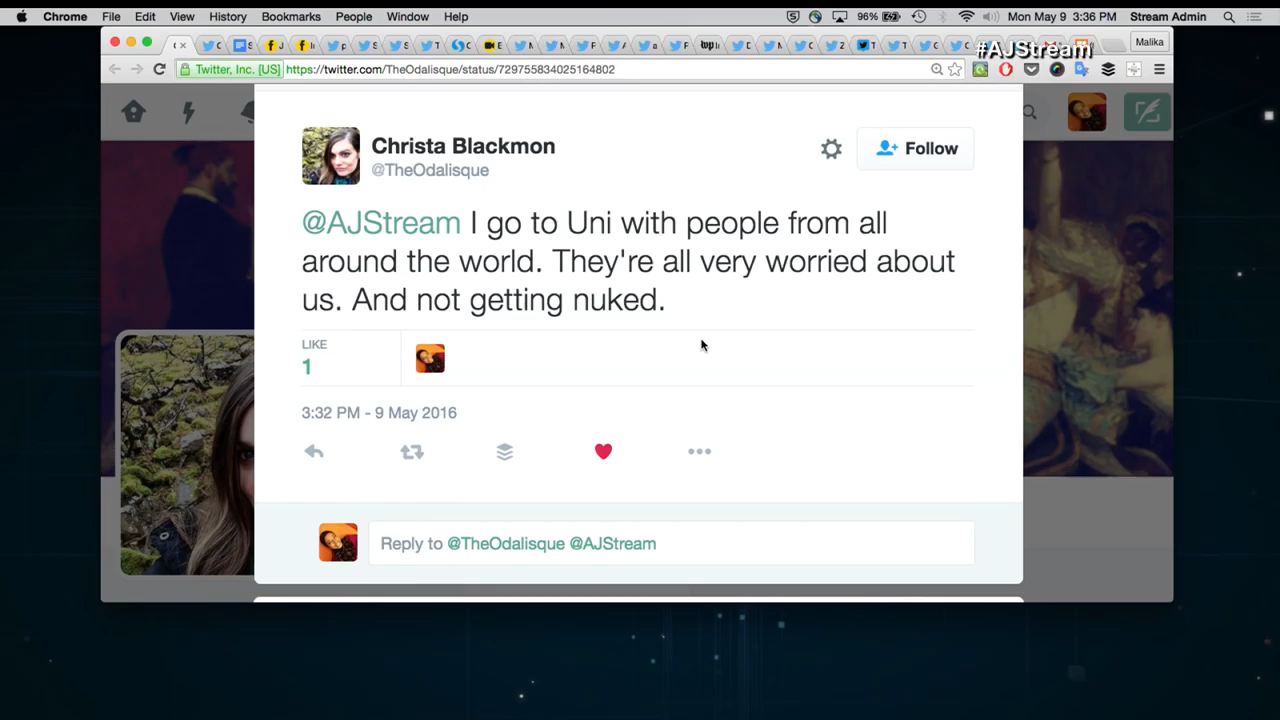 Chrome File Edit View History Bookmarks People Window Help 96% Mon May 9 3:36 PM Stream Admin
#AJStream
Malika
Twitter, Inc. [US] https://twitter.com/TheOdalisque/status/729755834025164802
Christa Blackmon
@TheOdalisque
Follow
@AJStream I go to Uni with people from all
around the world. They're all very worried about
us. And not getting nuked.
LIKE
1
3:32 PM - 9 May 2016
Reply to @TheOdalisque @AJStream